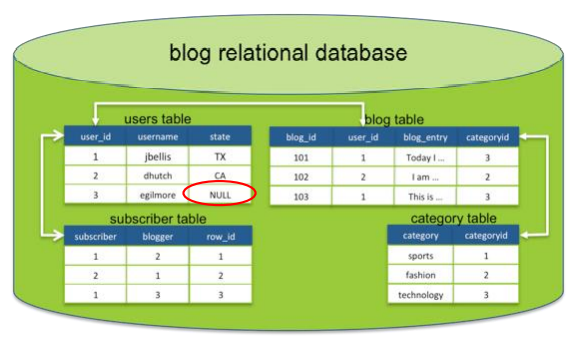 blog relational database
users table
user_id username state
1 jbellis TX
2 dhutch CA
3 egilmore NULL
blog table
blog_id user_id blog_entry categoryid
101 1 Today I ... 3
102 2 I am ... 2
103 1 This is ... 3
subscriber table
subscriber blogger row_id
1 2 1
2 1 2
1 3 3
category table
category categoryid
sports 1
fashion 2
technology 3